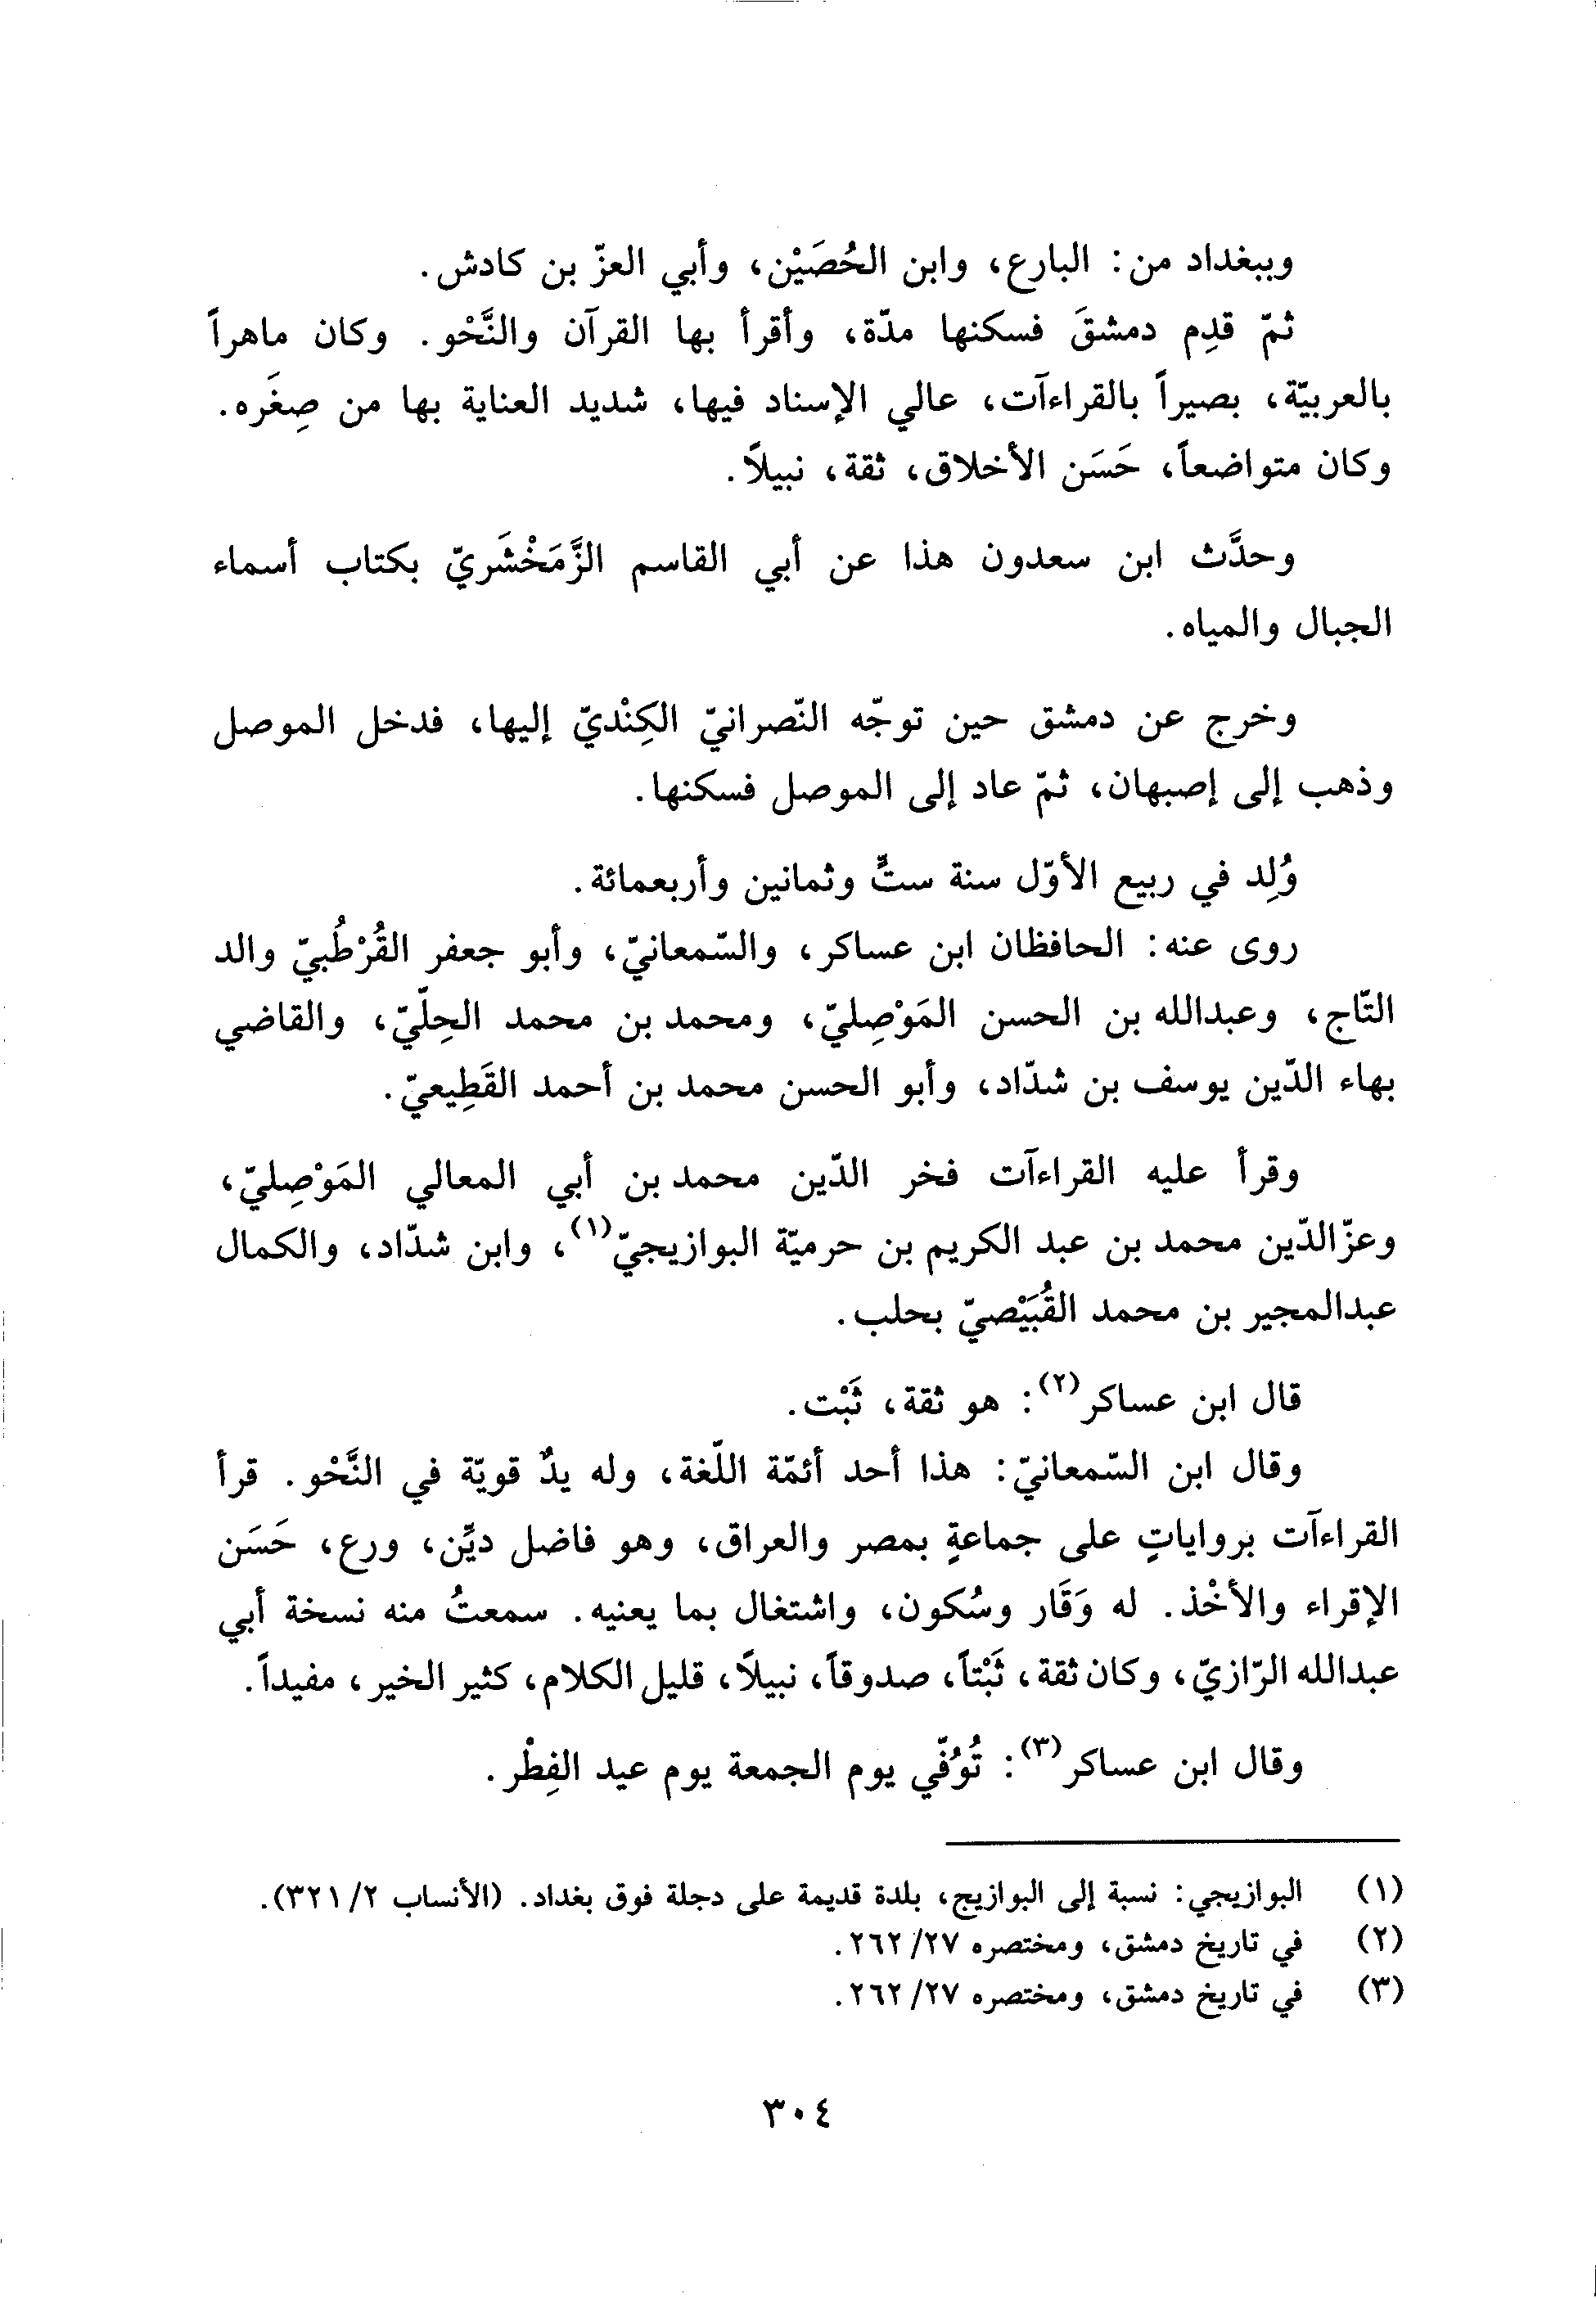 وببغداد من: البارع، وابن الحُصَيْن، وأبي العزّ بن كادش.
ثمّ قدِم دمشقَ فسكنها مدّة، وأقرأ بها القرآن والنَّحْو. وكان ماهراً
بالعربيّة، بصيراً بالقراءآت، عالي الإسناد فيها، شديد العناية بها من صِغَره.
وكان متواضعاً، حَسَن الأخلاق، ثقة، نبيلاً.
وحدَّث ابن سعدون هذا عن أبي القاسم الزَّمَخْشَريّ بكتاب أسماء
الجبال والمياه.
وخرج عن دمشق حين توجّه النّصرانيّ الكِنْديّ إليها، فدخل الموصل
وذهب إلى إصبهان، ثمّ عاد إلى الموصل فسكنها.
وُلِد في ربيع الأوّل سنة ستٍّ وثمانين وأربعمائة.
روى عنه: الحافظان ابن عساكر، والسّمعانيّ، وأبو جعفر القُرْطُبيّ والد
التّاج، وعبدالله بن الحسن المَوْصِليّ، ومحمد بن محمد الحِلّيّ، والقاضي
بهاء الدّين يوسف بن شدّاد، وأبو الحسن محمد بن أحمد القَطِيعيّ.
وقرأ عليه القراءآت فخر الدّين محمد بن أبي المعالي المَوْصِليّ،
وعزّ الدّين محمد بن عبد الكريم بن حرميّة البوازيجيّ(١)، وابن شدّاد، والكمال
عبدالمجير بن محمد القُبَيْصيّ بحلب.
قال ابن عساكر(٢): هو ثقة، ثَبْت.
وقال ابن السّمعانيّ: هذا أحد أئمّة اللّغة، وله يدٌ قويّة في النَّحْو. قرأ
القراءآت برواياتٍ على جماعةٍ بمصر والعراق، وهو فاضل ديِّن، ورع، حَسَن
الإقراء والأخْذ. له وَقَار وسُكون، واشتغال بما يعنيه. سمعتُ منه نسخة أبي
عبدالله الرّازيّ، وكان ثقة، ثَبْتاً، صدوقاً، نبيلاً، قليل الكلام، كثير الخير، مفيداً.
وقال ابن عساكر(٣): تُوُفّي يوم الجمعة يوم عيد الفِطْر.
(١) البوازيجي: نسبة إلى البوازيج، بلدة قديمة على دجلة فوق بغداد. (الأنساب ٢/ ٣٢١).
(٢) في تاريخ دمشق، ومختصره ٢٧/ ٢٦٢.
(٣) في تاريخ دمشق، ومختصره ٢٧/ ٢٦٢.
٣٠٤